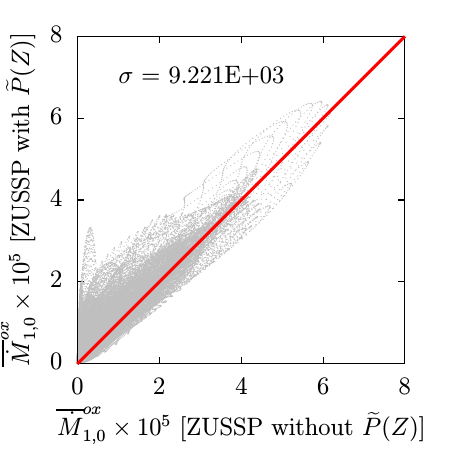 8
6
4
2
0
σ = 9.221E+03
0 2 4 6 8
$\overline{\dot{M}}_{1,0}^{ox} \times 10^5$ [ZUSSP with $\widetilde{P}(Z)$]
$\overline{\dot{M}}_{1,0}^{ox} \times 10^5$ [ZUSSP without $\widetilde{P}(Z)$]